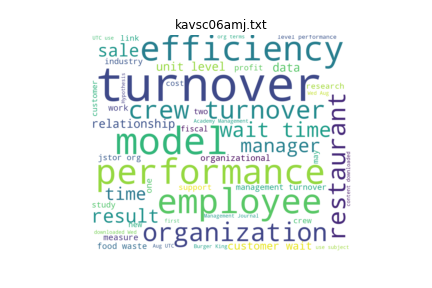 kavsc06amj.txt
UTC use
link
org terms
level performance
sale
efficiency
industry
unit level
profit
data
customer
hypothesis
turnover
cost
research
Wed Aug
work
crew turnover
two
Academy Management
relationship
fiscal
wait time
model
manager
may
restaurant
content downloaded
jstor org
organizational
performance
time
one
support
management turnover
study
employee
result
new
first
Management Journal
crew
downloaded Wed
measure
organization
food waste
Aug UTC
Burger King
customer wait
use subject